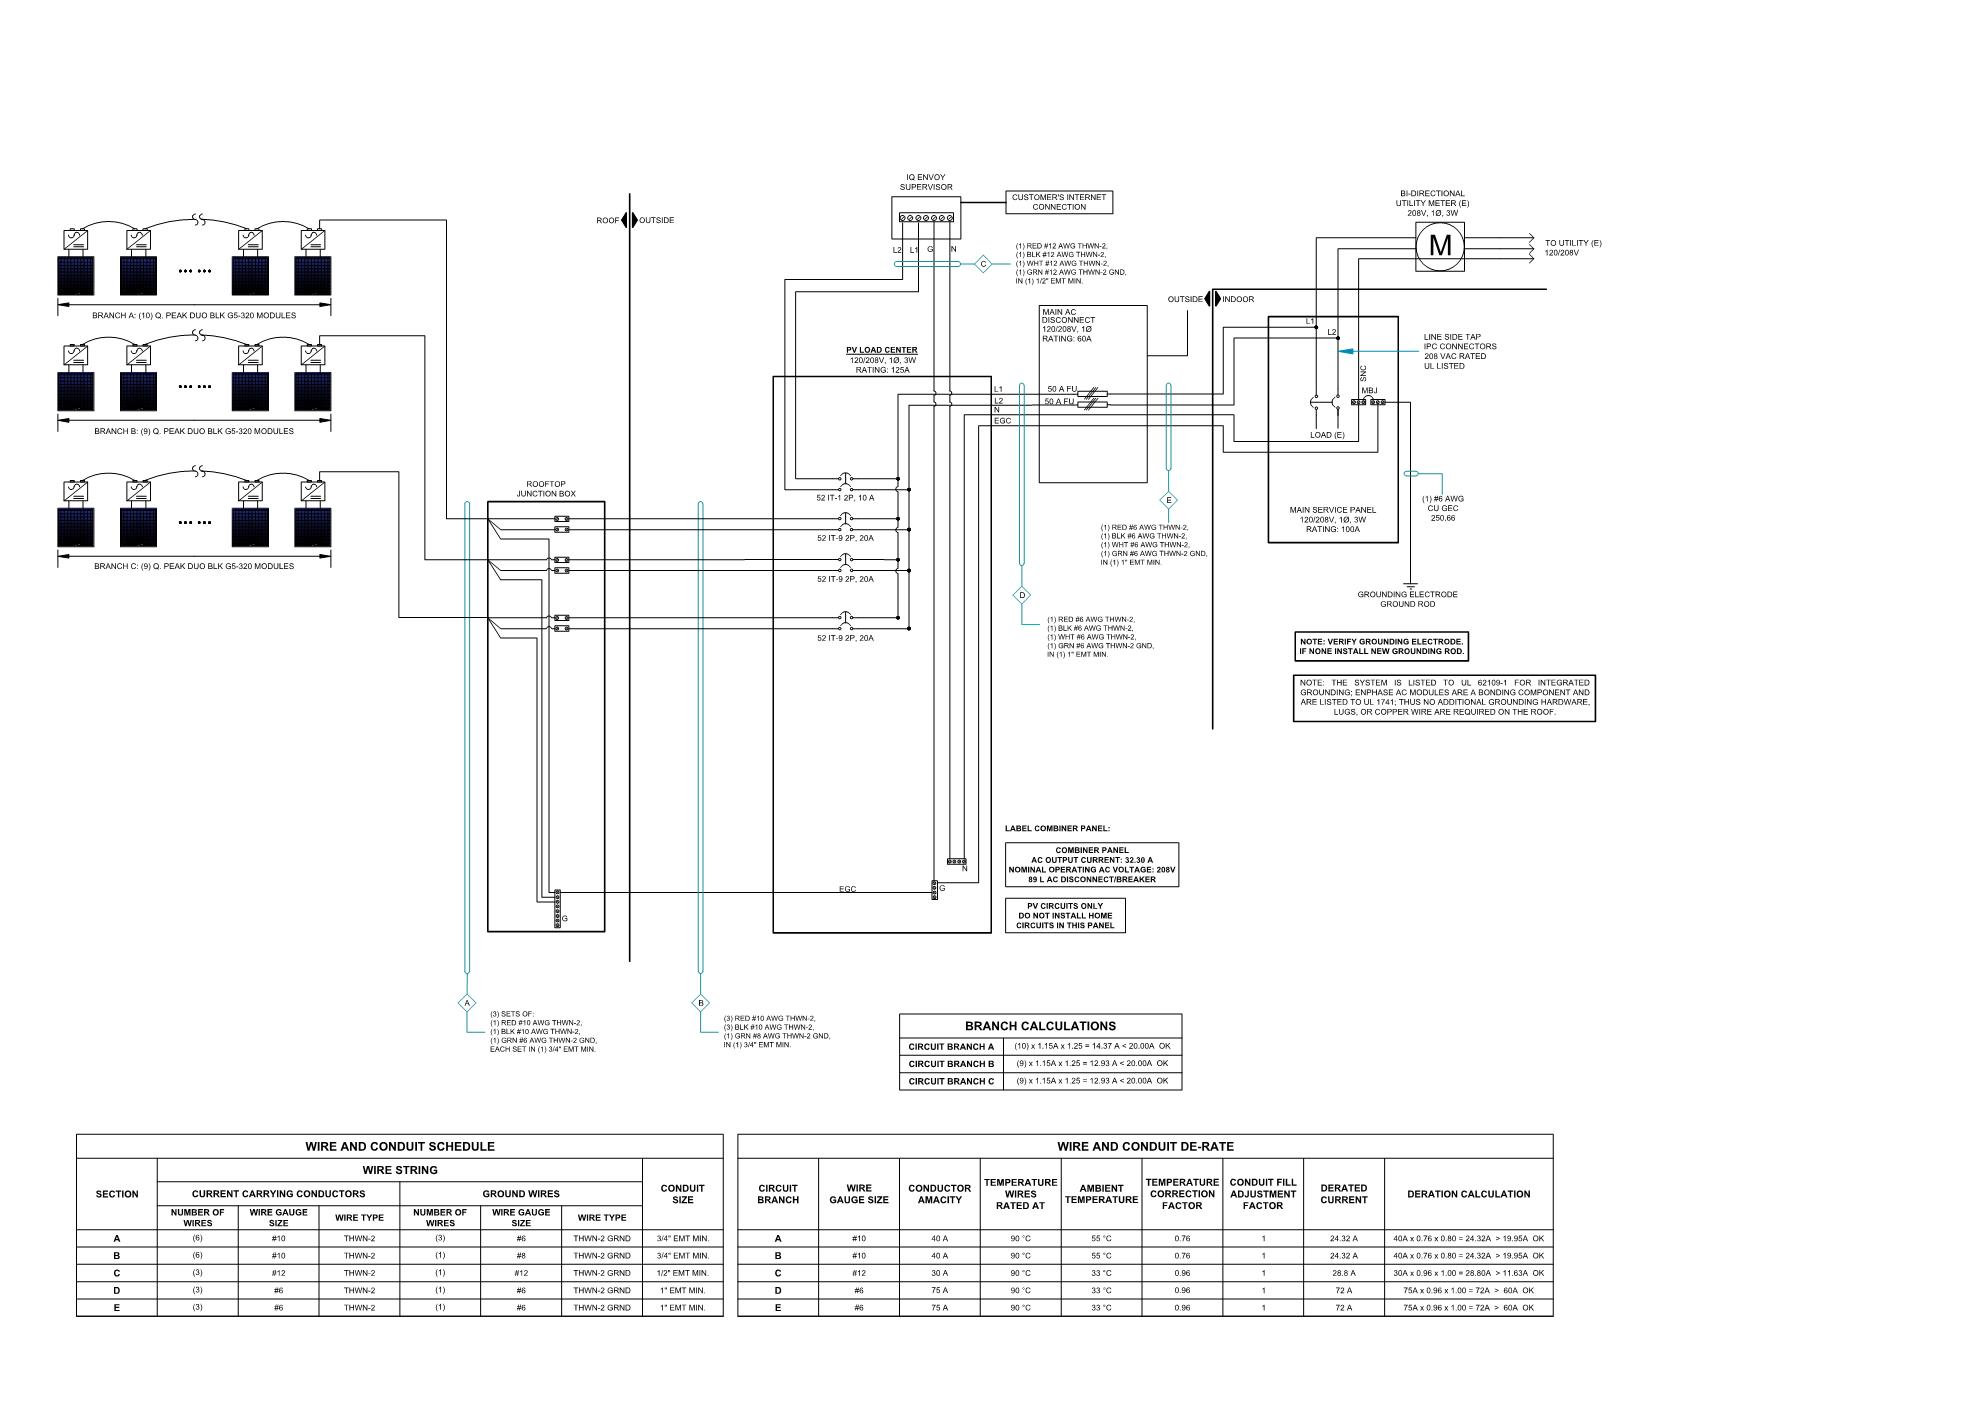 IQ ENVOY
SUPERVISOR
CUSTOMER'S INTERNET
CONNECTION
L2
L1
G
N
C
(1) RED #12 AWG THWN-2,
(1) BLK #12 AWG THWN-2,
(1) WHT #12 AWG THWN-2,
(1) GRN #12 AWG THWN-2 GND,
IN (1) 1/2" EMT MIN.
BI-DIRECTIONAL
UTILITY METER (E)
208V, 1Ø, 3W
M
TO UTILITY (E)
120/208V
ROOF
OUTSIDE
BRANCH A: (10) Q. PEAK DUO BLK G5-320 MODULES
BRANCH B: (9) Q. PEAK DUO BLK G5-320 MODULES
BRANCH C: (9) Q. PEAK DUO BLK G5-320 MODULES
OUTSIDE
INDOOR
MAIN AC
DISCONNECT
120/208V, 1Ø
RATING: 60A
PV LOAD CENTER
120/208V, 1Ø, 3W
RATING: 125A
L1
L2
N
EGC
50 A FU
50 A FU
L1
L2
LINE SIDE TAP
IPC CONNECTORS
208 VAC RATED
UL LISTED
SNC
MBJ
LOAD (E)
MAIN SERVICE PANEL
120/208V, 1Ø, 3W
RATING: 100A
(1) #6 AWG
CU GEC
250.66
GROUNDING ELECTRODE
GROUND ROD
NOTE: VERIFY GROUNDING ELECTRODE.
IF NONE INSTALL NEW GROUNDING ROD.
NOTE: THE SYSTEM IS LISTED TO UL 62109-1 FOR INTEGRATED
GROUNDING; ENPHASE AC MODULES ARE A BONDING COMPONENT AND
ARE LISTED TO UL 1741; THUS NO ADDITIONAL GROUNDING HARDWARE,
LUGS, OR COPPER WIRE ARE REQUIRED ON THE ROOF.
ROOFTOP
JUNCTION BOX
52 IT-1 2P, 10 A
52 IT-9 2P, 20A
52 IT-9 2P, 20A
52 IT-9 2P, 20A
E
(1) RED #6 AWG THWN-2,
(1) BLK #6 AWG THWN-2,
(1) WHT #6 AWG THWN-2,
(1) GRN #6 AWG THWN-2 GND,
IN (1) 1" EMT MIN.
D
(1) RED #6 AWG THWN-2,
(1) BLK #6 AWG THWN-2,
(1) WHT #6 AWG THWN-2,
(1) GRN #6 AWG THWN-2 GND,
IN (1) 1" EMT MIN.
LABEL COMBINER PANEL:
COMBINER PANEL
AC OUTPUT CURRENT: 32.30 A
NOMINAL OPERATING AC VOLTAGE: 208V
89 L AC DISCONNECT/BREAKER
PV CIRCUITS ONLY
DO NOT INSTALL HOME
CIRCUITS IN THIS PANEL
N
G
EGC
G
A
(3) SETS OF:
(1) RED #10 AWG THWN-2,
(1) BLK #10 AWG THWN-2,
(1) GRN #6 AWG THWN-2 GND,
EACH SET IN (1) 3/4" EMT MIN.
B
(3) RED #10 AWG THWN-2,
(3) BLK #10 AWG THWN-2,
(1) GRN #8 AWG THWN-2 GND,
IN (1) 3/4" EMT MIN.
BRANCH CALCULATIONS
CIRCUIT BRANCH A (10) x 1.15A x 1.25 = 14.37 A < 20.00A OK
CIRCUIT BRANCH B (9) x 1.15A x 1.25 = 12.93 A < 20.00A OK
CIRCUIT BRANCH C (9) x 1.15A x 1.25 = 12.93 A < 20.00A OK
WIRE AND CONDUIT SCHEDULE
SECTION
WIRE STRING
CONDUIT
SIZE
CURRENT CARRYING CONDUCTORS
GROUND WIRES
NUMBER OF
WIRES
WIRE GAUGE
SIZE
WIRE TYPE
NUMBER OF
WIRES
WIRE GAUGE
SIZE
WIRE TYPE
A (6) #10 THWN-2 (3) #6 THWN-2 GRND 3/4" EMT MIN.
B (6) #10 THWN-2 (1) #8 THWN-2 GRND 3/4" EMT MIN.
C (3) #12 THWN-2 (1) #12 THWN-2 GRND 1/2" EMT MIN.
D (3) #6 THWN-2 (1) #6 THWN-2 GRND 1" EMT MIN.
E (3) #6 THWN-2 (1) #6 THWN-2 GRND 1" EMT MIN.
WIRE AND CONDUIT DE-RATE
CIRCUIT
BRANCH
WIRE
GAUGE SIZE
CONDUCTOR
AMACITY
TEMPERATURE
WIRES
RATED AT
AMBIENT
TEMPERATURE
TEMPERATURE
CORRECTION
FACTOR
CONDUIT FILL
ADJUSTMENT
FACTOR
DERATED
CURRENT
DERATION CALCULATION
A #10 40 A 90 °C 55 °C 0.76 1 24.32 A 40A x 0.76 x 0.80 = 24.32A > 19.95A OK
B #10 40 A 90 °C 55 °C 0.76 1 24.32 A 40A x 0.76 x 0.80 = 24.32A > 19.95A OK
C #12 30 A 90 °C 33 °C 0.96 1 28.8 A 30A x 0.96 x 1.00 = 28.80A > 11.63A OK
D #6 75 A 90 °C 33 °C 0.96 1 72 A 75A x 0.96 x 1.00 = 72A > 60A OK
E #6 75 A 90 °C 33 °C 0.96 1 72 A 75A x 0.96 x 1.00 = 72A > 60A OK